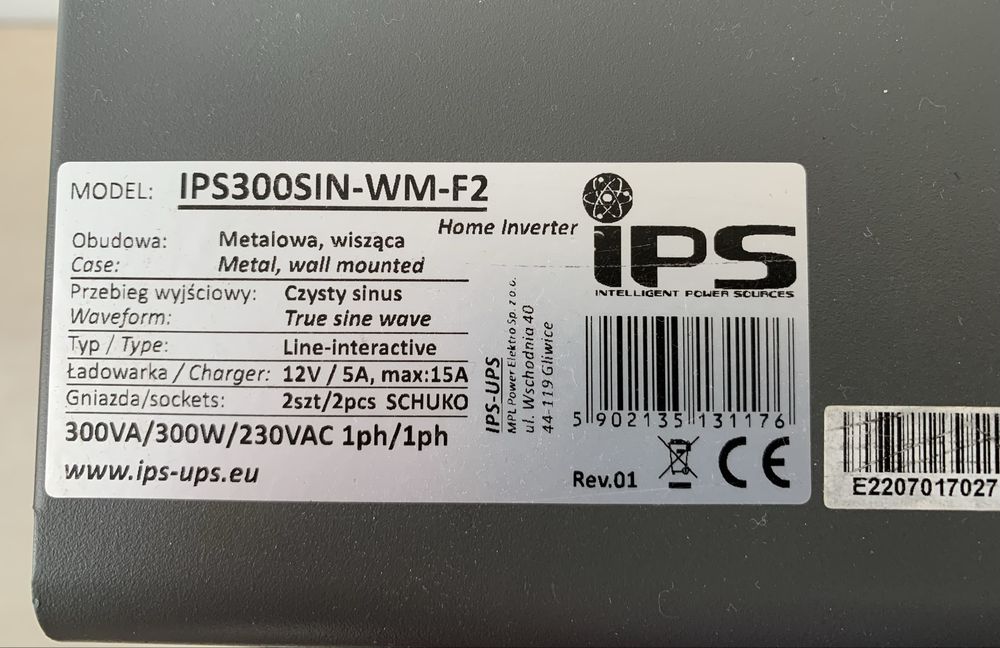 MODEL: IPS300SIN-WM-F2
Home Inverter
Obudowa: Metalowa, wisząca
Case: Metal, wall mounted
Przebieg wyjściowy: Czysty sinus
Waveform: True sine wave
Typ / Type: Line-interactive
Ładowarka / Charger: 12V / 5A, max:15A
Gniazda/sockets: 2szt/2pcs SCHUKO
300VA/300W/230VAC 1ph/1ph
www.ips-ups.eu
IPS-UPS
MPL Power Elektro Sp. z o.o.
ul. Wschodnia 40
44-119 Gliwice
iPS
INTELLIGENT POWER SOURCES
5 902135 131176
Rev.01
CE
E2207017027